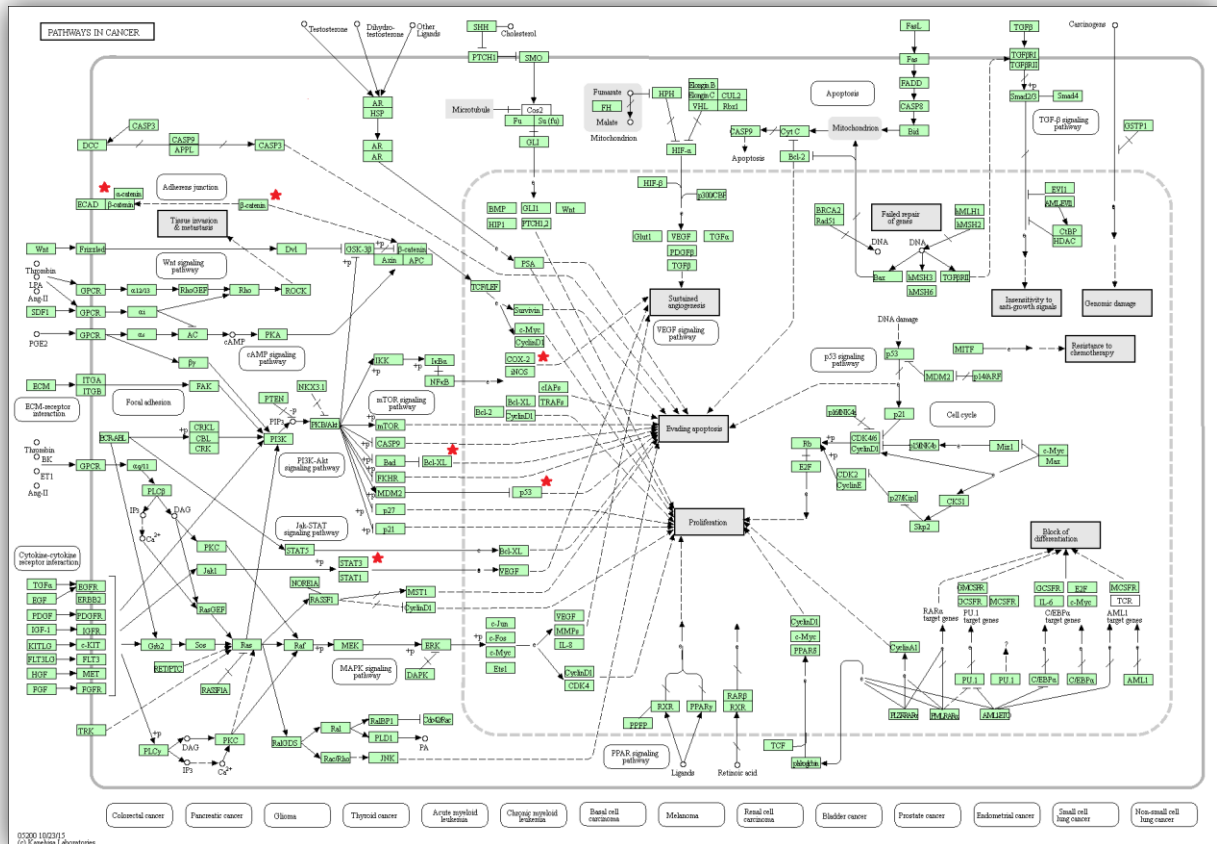 PATHWAYS IN CANCER
Testosterone
Dihydro-
testosterone
Other
Ligands
SHH
Cholesterol
PTCH1
SMO
Fumarate
FH
Malate
Mitochondrion
HPH
Elongin B
Elongin C
CUL2
VHL
Rbx1
Apoptosis
FasL
Fas
FADD
CASP8
Bid
TGFβ
TGFβRI
TGFβRII
Smad2/3
Smad4
Carcinogens
GSTP1
TGF-β signaling
pathway
Microtubule
Cos2
Fu
Su(fu)
GLI
AR
HSP
AR
AR
CASP9
Cyt C
Mitochondrion
Apoptosis
Bcl-2
HIF-α
DCC
CASP3
CASP9
APPL
CASP3
Adherens junction
ECAD
α-catenin
β-catenin
β-catenin
Tissue invasion
& metastasis
HIF-β
p300/CBP
BMP
GLI1
Wnt
HIP1
PTCH1,2
Glut1
VEGF
TGFα
PDGFβ
TGFβ
BRCA2
Rad51
DNA
Failed repair
of genes
hMLH1
hMSH2
DNA
Bax
hMSH3
hMSH6
TGFβRII
EVI1
AML1-EVI1
CtBP
HDAC
Wnt
Frizzled
Dvl
GSK-3β
β-catenin
Axin
APC
Wnt signaling
pathway
Thrombin
LPA
Ang-II
GPCR
α12/13
RhoGEF
Rho
ROCK
SDF1
GPCR
αi
PGE2
GPCR
αs
AC
cAMP
PKA
cAMP signaling
pathway
βγ
PSA
TCF/LEF
Survivin
c-Myc
CyclinD1
Sustained
angiogenesis
VEGF signaling
pathway
Insensitivity to
anti-growth signals
Genomic damage
DNA damage
p53
MITF
Resistance to
chemotherapy
p53 signaling
pathway
MDM2
p14/ARF
p21
Cell cycle
ECM
ITGA
ITGB
FAK
ECM-receptor
interaction
Focal adhesion
PTEN
NKX3.1
PIP3
PI3K
PKB/Akt
PI3K-Akt signaling
pathway
IKK
IκBα
NFκB
mTOR signaling
pathway
mTOR
CASP9
Bad
Bcl-XL
FKHR
MDM2
p53
p27
p21
COX-2
iNOS
cIAPs
Bcl-XL
TRAFs
Bcl-2
CyclinD1
Evading apoptosis
BCR-ABL
CRKL
CBL
CRK
Thrombin
BK
ET1
Ang-II
GPCR
αq/11
PLCβ
IP3
DAG
Ca2+
PKC
Jak-STAT
signaling pathway
STAT5
Bcl-XL
Jak1
STAT3
STAT1
VEGF
p16/INK4a
CDK4/6
CyclinD1
p15/INK4b
Miz1
c-Myc
Max
Rb
E2F
CDK2
CyclinE
p27/Kip1
CKS1
Skp2
Proliferation
Block of
differentiation
Cytokine-cytokine
receptor interaction
TGFα
EGF
EGFR
ERBB2
PDGF
PDGFR
IGF-1
IGFR
KITLG
c-KIT
FLT3LG
FLT3
HGF
MET
FGF
FGFR
TRK
RasGRP
Grb2
Sos
Ras
Raf
MEK
ERK
RET/PTC
RASSF1A
NORE1A
RASSF1
MST1
CyclinD1
DAPK
MAPK signaling
pathway
c-Jun
c-Fos
c-Myc
Ets1
VEGF
MMPs
IL-8
CyclinD1
CDK4
PLCγ
DAG
IP3
Ca2+
PKC
RalGDS
Ral
RalBP1
Cdc42/Rac
PLD1
PA
Rac/Rho
JNK
PPFP
RXR
PPARγ
Ligands
RARβ
RXR
Retinoic acid
PPAR signaling
pathway
CyclinD1
c-Myc
PPARδ
TCF
CyclinA1
RARα
target genes
GMCSFR
GCSFR
MCSFR
PU.1
target genes
GCSFR
E2F
IL-6
c-Myc
C/EBPα
target genes
MCSFR
TCR
AML1
target genes
PU.1
PU.1
C/EBPα
C/EBPα
AML1
PLZF-RARα
PML-RARα
AML1-ETO
Colorectal cancer
Pancreatic cancer
Glioma
Thyroid cancer
Acute myeloid
leukemia
Chronic myeloid
leukemia
Basal cell
carcinoma
Melanoma
Renal cell
carcinoma
Bladder cancer
Prostate cancer
Endometrial cancer
Small cell
lung cancer
Non-small cell
lung cancer
05200 10/23/15
(c) Kanehisa Laboratories